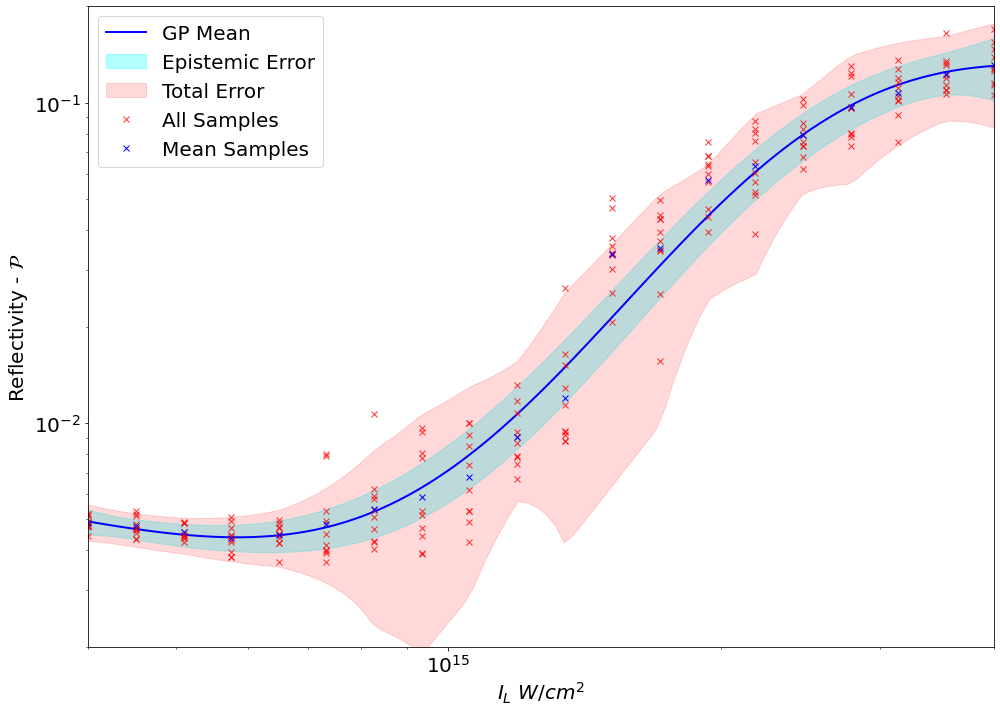 GP Mean
Epistemic Error
Total Error
All Samples
Mean Samples
10⁻¹
10⁻²
Reflectivity - 𝒫
10¹⁵
I_L W/cm²